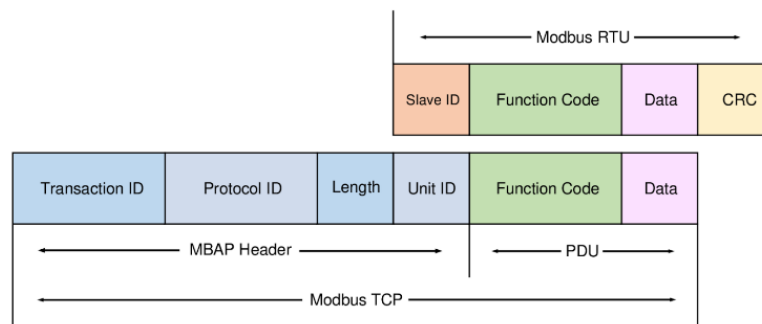 Modbus RTU
Slave ID Function Code Data CRC
Transaction ID Protocol ID Length Unit ID Function Code Data
MBAP Header PDU
Modbus TCP